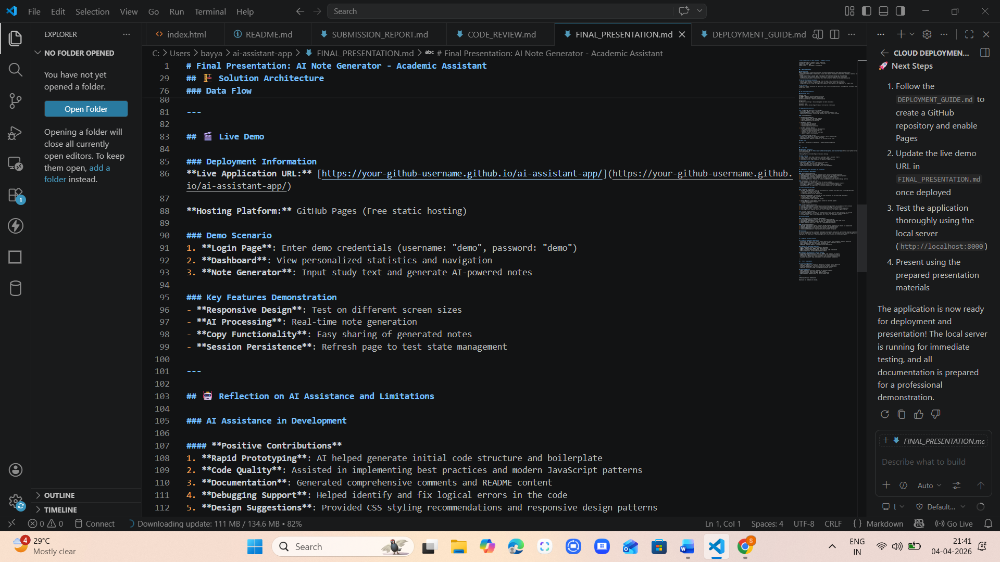 File Edit Selection View Go Run Terminal Help
Search
EXPLORER
NO FOLDER OPENED
You have not yet
opened a folder.
Open Folder
Opening a folder will
close all currently
open editors. To keep
them open, add a
folder instead.
OUTLINE
TIMELINE
index.html
README.md
SUBMISSION_REPORT.md
CODE_REVIEW.md
FINAL_PRESENTATION.md
DEPLOYMENT_GUIDE.md
C: > Users > bayya > ai-assistant-app > FINAL_PRESENTATION.md > abc # Final Presentation: AI Note Generator - Academic Assistant
1 # Final Presentation: AI Note Generator - Academic Assistant
29 ## 🏗️ Solution Architecture
76 ### Data Flow
80
81 ---
82
83 ## 🎬 Live Demo
84
85 ### Deployment Information
86 **Live Application URL:** [https://your-github-username.github.io/ai-assistant-app/](https://your-github-username.github.
io/ai-assistant-app/)
87
88 **Hosting Platform:** GitHub Pages (Free static hosting)
89
90 ### Demo Scenario
91 1. **Login Page**: Enter demo credentials (username: "demo", password: "demo")
92 2. **Dashboard**: View personalized statistics and navigation
93 3. **Note Generator**: Input study text and generate AI-powered notes
94
95 ### Key Features Demonstration
96 - **Responsive Design**: Test on different screen sizes
97 - **AI Processing**: Real-time note generation
98 - **Copy Functionality**: Easy sharing of generated notes
99 - **Session Persistence**: Refresh page to test state management
100
101 ---
102
103 ## 🤖 Reflection on AI Assistance and Limitations
104
105 ### AI Assistance in Development
106
107 #### **Positive Contributions**
108 1. **Rapid Prototyping**: AI helped generate initial code structure and boilerplate
109 2. **Code Quality**: Assisted in implementing best practices and modern JavaScript patterns
110 3. **Documentation**: Generated comprehensive comments and README content
111 4. **Debugging Support**: Helped identify and fix logical errors in the code
112 5. **Design Suggestions**: Provided CSS styling recommendations and responsive design patterns
CLOUD DEPLOYMEN...
🚀 Next Steps
1. Follow the
DEPLOYMENT_GUIDE.md to
create a GitHub
repository and enable
Pages
2. Update the live demo
URL in
FINAL_PRESENTATION.md
once deployed
3. Test the application
thoroughly using the
local server
(http://localhost:8000)
4. Present using the
prepared presentation
materials
The application is now ready
for deployment and
presentation! The local server
is running for immediate
testing, and all
documentation is prepared
for a professional
demonstration.
FINAL_PRESENTATION.md
Describe what to build
Auto
Default...
0 0 Connect Downloading update: 111 MB / 134.6 MB • 82%
Ln 1, Col 1 Spaces: 4 UTF-8 CRLF { } Markdown Go Live
4 29°C
Mostly clear
Search
ENG
IN
21:41
04-04-2026